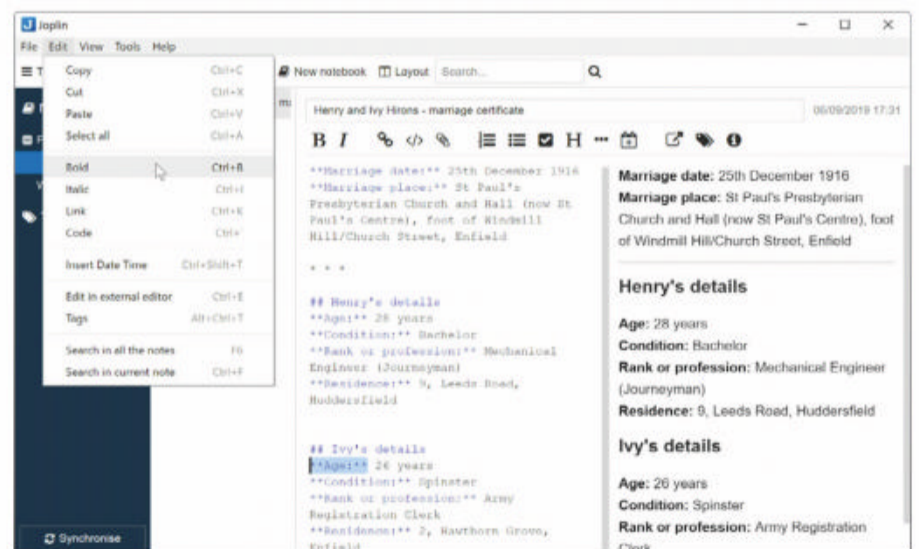 Joplin
File Edit View Tools Help
Copy Ctrl+C
Cut Ctrl+X
Paste Ctrl+V
Select all Ctrl+A
Bold Ctrl+B
Italic Ctrl+I
Link Ctrl+K
Code Ctrl+`
Insert Date Time Ctrl+Shift+T
Edit in external editor Ctrl+E
Tags Alt+Ctrl+T
Search in all the notes F6
Search in current note Ctrl+F
Synchronise
New notebook Layout Search...
Henry and Ivy Hirons - marriage certificate 06/09/2019 17:31
B I H
**Marriage date:** 25th December 1916
**Marriage place:** St Paul's
Presbyterian Church and Hall (now St
Paul's Centre), foot of Windmill
Hill/Church Street, Enfield
* * *
## Henry's details
**Age:** 28 years
**Condition:** Bachelor
**Rank or profession:** Mechanical
Engineer (Journeyman)
**Residence:** 9, Leeds Road,
Huddersfield
## Ivy's details
**Age:** 26 years
**Condition:** Spinster
**Rank or profession:** Army
Registration Clerk
**Residence:** 2, Hawthorn Grove,
Enfield
Marriage date: 25th December 1916
Marriage place: St Paul's Presbyterian
Church and Hall (now St Paul's Centre), foot
of Windmill Hill/Church Street, Enfield
Henry's details
Age: 28 years
Condition: Bachelor
Rank or profession: Mechanical Engineer
(Journeyman)
Residence: 9, Leeds Road, Huddersfield
Ivy's details
Age: 26 years
Condition: Spinster
Rank or profession: Army Registration
Clerk